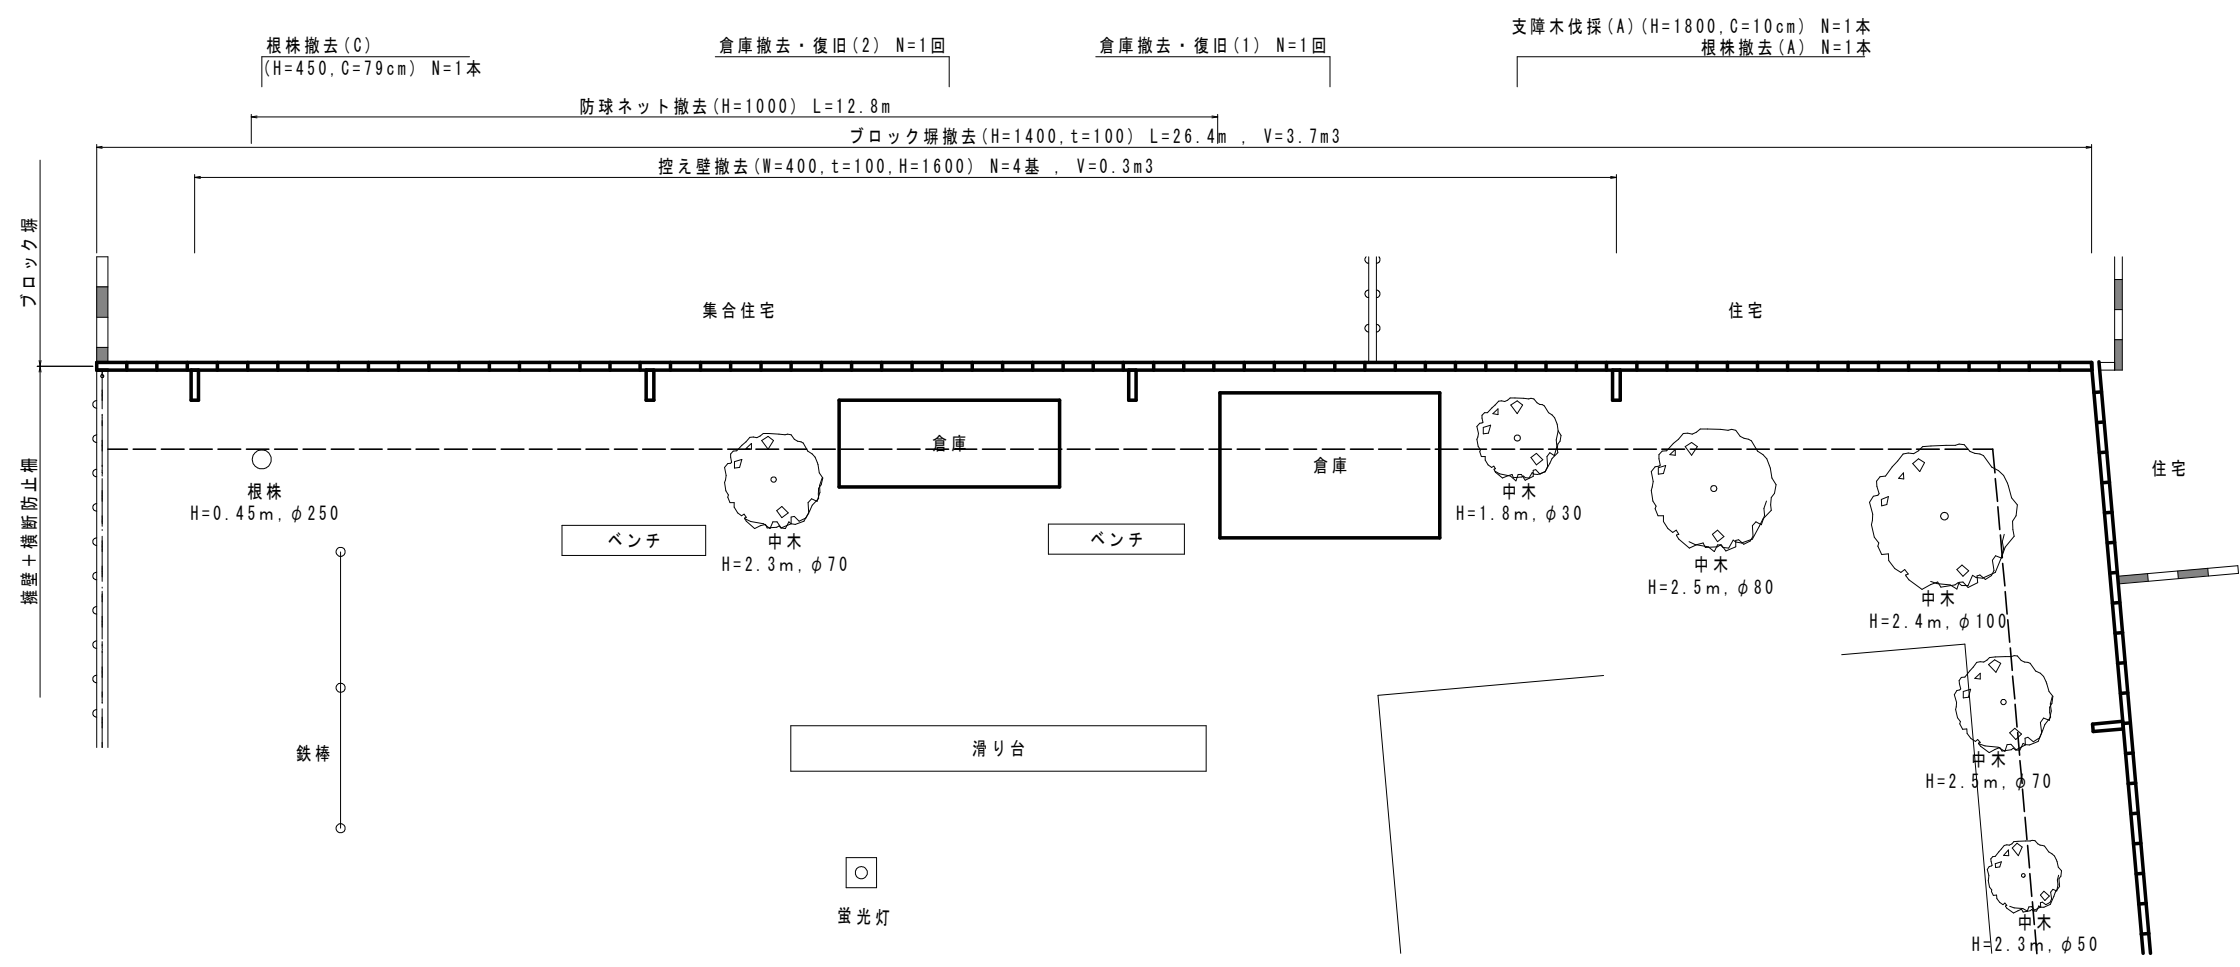 支障木伐採(A)(H=1800,C=10cm) N=1本
根株撤去(C)
倉庫撤去・復旧(2) N=1回
倉庫撤去・復旧(1) N=1回
根株撤去(A) N=1本
(H=450,C=79cm) N=1本
防球ネット撤去(H=1000) L=12.8m
ブロック塀撤去(H=1400,t=100) L=26.4m , V=3.7m3
控え壁撤去(W=400,t=100,H=1600) N=4基 , V=0.3m3
ブロック塀
集合住宅
住宅
倉庫
倉庫
住宅
擁壁＋横断防止柵
根株
H=0.45m,φ250
中木
H=1.8m,φ30
ベンチ
ベンチ
中木
H=2.3m,φ70
中木
H=2.5m,φ80
中木
H=2.4m,φ100
鉄棒
滑り台
中木
H=2.5m,φ70
蛍光灯
中木
H=2.3m,φ50